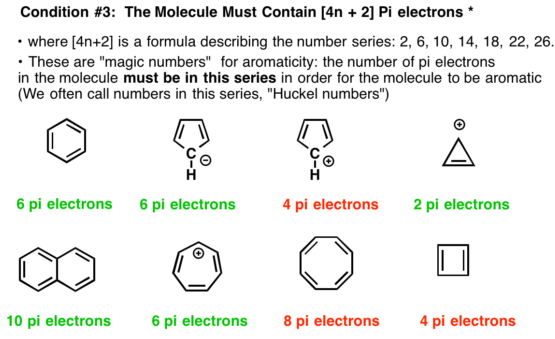 Condition #3: The Molecule Must Contain [4n + 2] Pi electrons *
• where [4n+2] is a formula describing the number series: 2, 6, 10, 14, 18, 22, 26.
• These are "magic numbers" for aromaticity: the number of pi electrons
in the molecule must be in this series in order for the molecule to be aromatic
(We often call numbers in this series, "Huckel numbers")
C ⊖
H
C ⊕
H
⊕
6 pi electrons
6 pi electrons
4 pi electrons
2 pi electrons
⊕
10 pi electrons
6 pi electrons
8 pi electrons
4 pi electrons